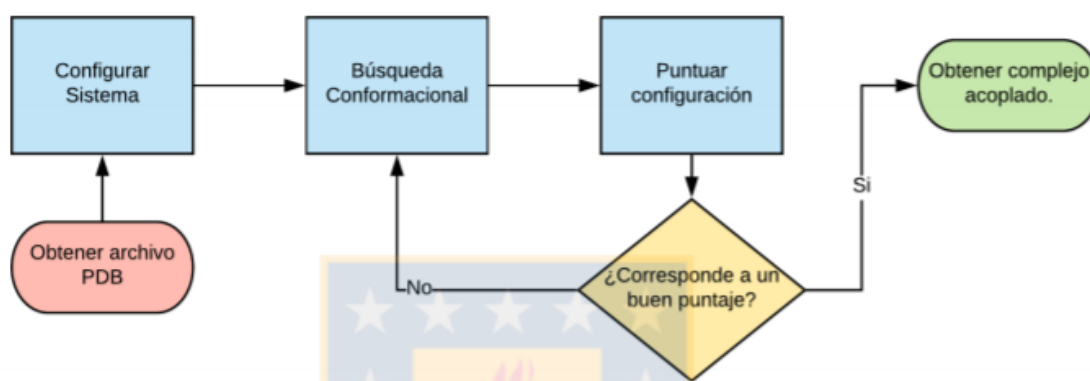 Configurar
Sistema
Búsqueda
Conformacional
Puntuar
configuración
Obtener complejo
acoplado.
Si
Obtener archivo
PDB
No
¿Corresponde a un
buen puntaje?